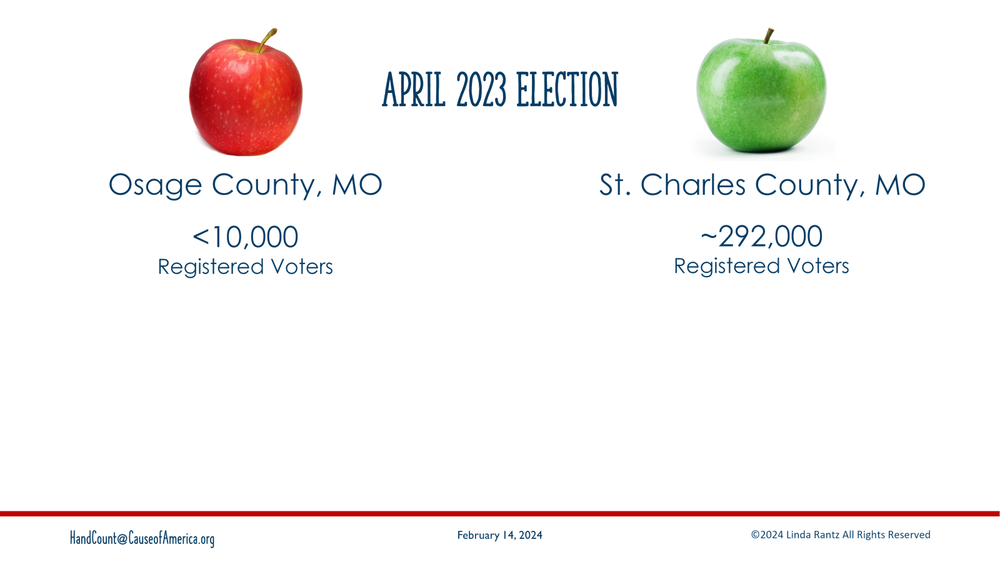 APRIL 2023 ELECTION
Osage County, MO
<10,000
Registered Voters
St. Charles County, MO
~292,000
Registered Voters
HandCount@CauseofAmerica.org
February 14, 2024
©2024 Linda Rantz All Rights Reserved